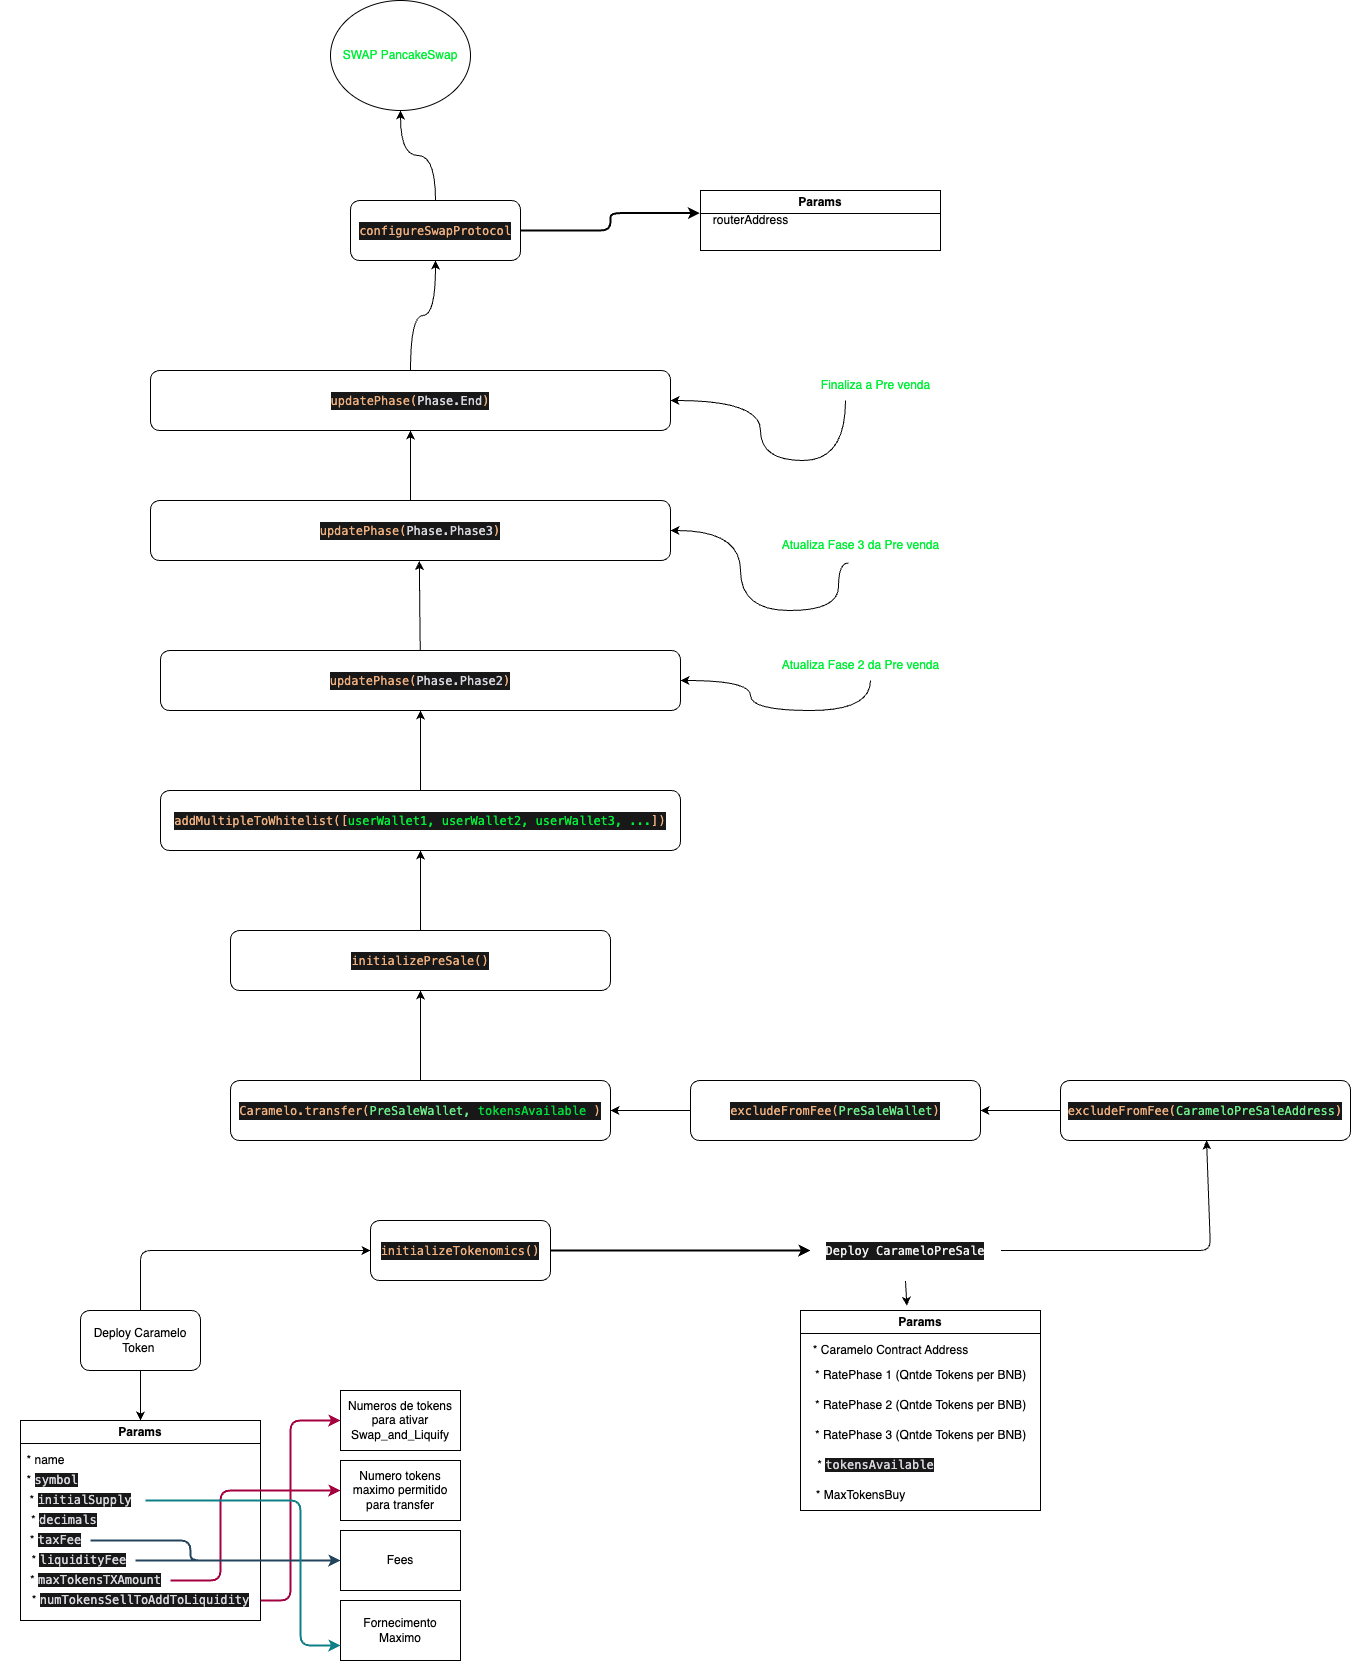 SWAP PancakeSwap
configureSwapProtocol
Params
routerAddress
updatePhase(Phase.End)
Finaliza a Pre venda
updatePhase(Phase.Phase3)
Atualiza Fase 3 da Pre venda
updatePhase(Phase.Phase2)
Atualiza Fase 2 da Pre venda
addMultipleToWhitelist([userWallet1, userWallet2, userWallet3, ...])
initializePreSale()
Caramelo.transfer(PreSaleWallet, tokensAvailable )
excludeFromFee(PreSaleWallet)
excludeFromFee(CarameloPreSaleAddress)
initializeTokenomics()
Deploy CarameloPreSale
Deploy Caramelo
Token
Params
* Caramelo Contract Address
* RatePhase 1 (Qntde Tokens per BNB)
* RatePhase 2 (Qntde Tokens per BNB)
* RatePhase 3 (Qntde Tokens per BNB)
* tokensAvailable
* MaxTokensBuy
Params
* name
* symbol
* initialSupply
* decimals
* taxFee
* liquidityFee
* maxTokensTXAmount
* numTokensSellToAddToLiquidity
Numeros de tokens
para ativar
Swap_and_Liquify
Numero tokens
maximo permitido
para transfer
Fees
Fornecimento
Maximo